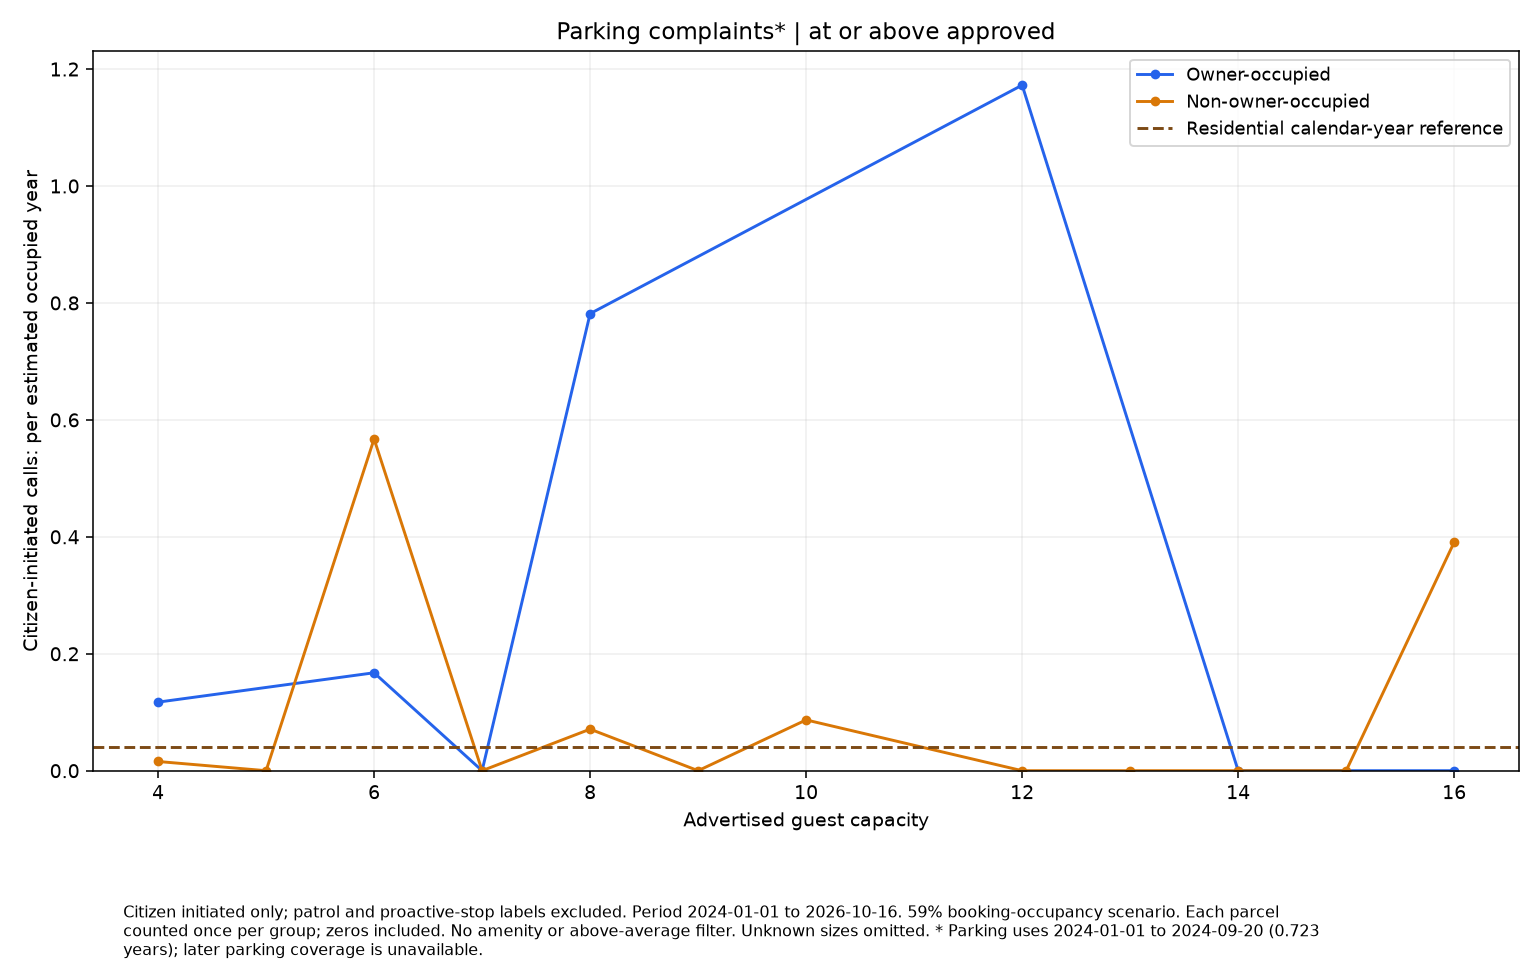 Parking complaints* | at or above approved
Owner-occupied
Non-owner-occupied
Residential calendar-year reference
Citizen-initiated calls: per estimated occupied year
1.2
1.0
0.8
0.6
0.4
0.2
0.0
4 6 8 10 12 14 16
Advertised guest capacity
Citizen initiated only; patrol and proactive-stop labels excluded. Period 2024-01-01 to 2026-10-16. 59% booking-occupancy scenario. Each parcel
counted once per group; zeros included. No amenity or above-average filter. Unknown sizes omitted. * Parking uses 2024-01-01 to 2024-09-20 (0.723
years); later parking coverage is unavailable.